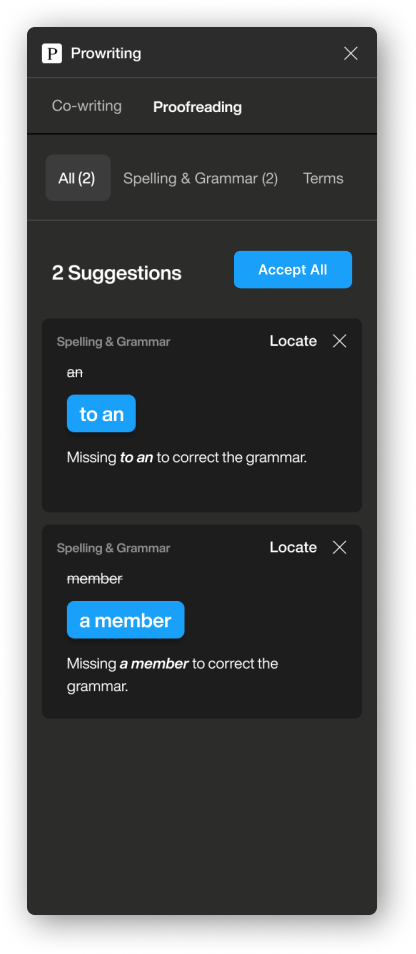 P Prowriting
Co-writing Proofreading
All (2) Spelling & Grammar (2) Terms
2 Suggestions Accept All
Spelling & Grammar Locate
an
to an
Missing to an to correct the grammar.
Spelling & Grammar Locate
member
a member
Missing a member to correct the
grammar.